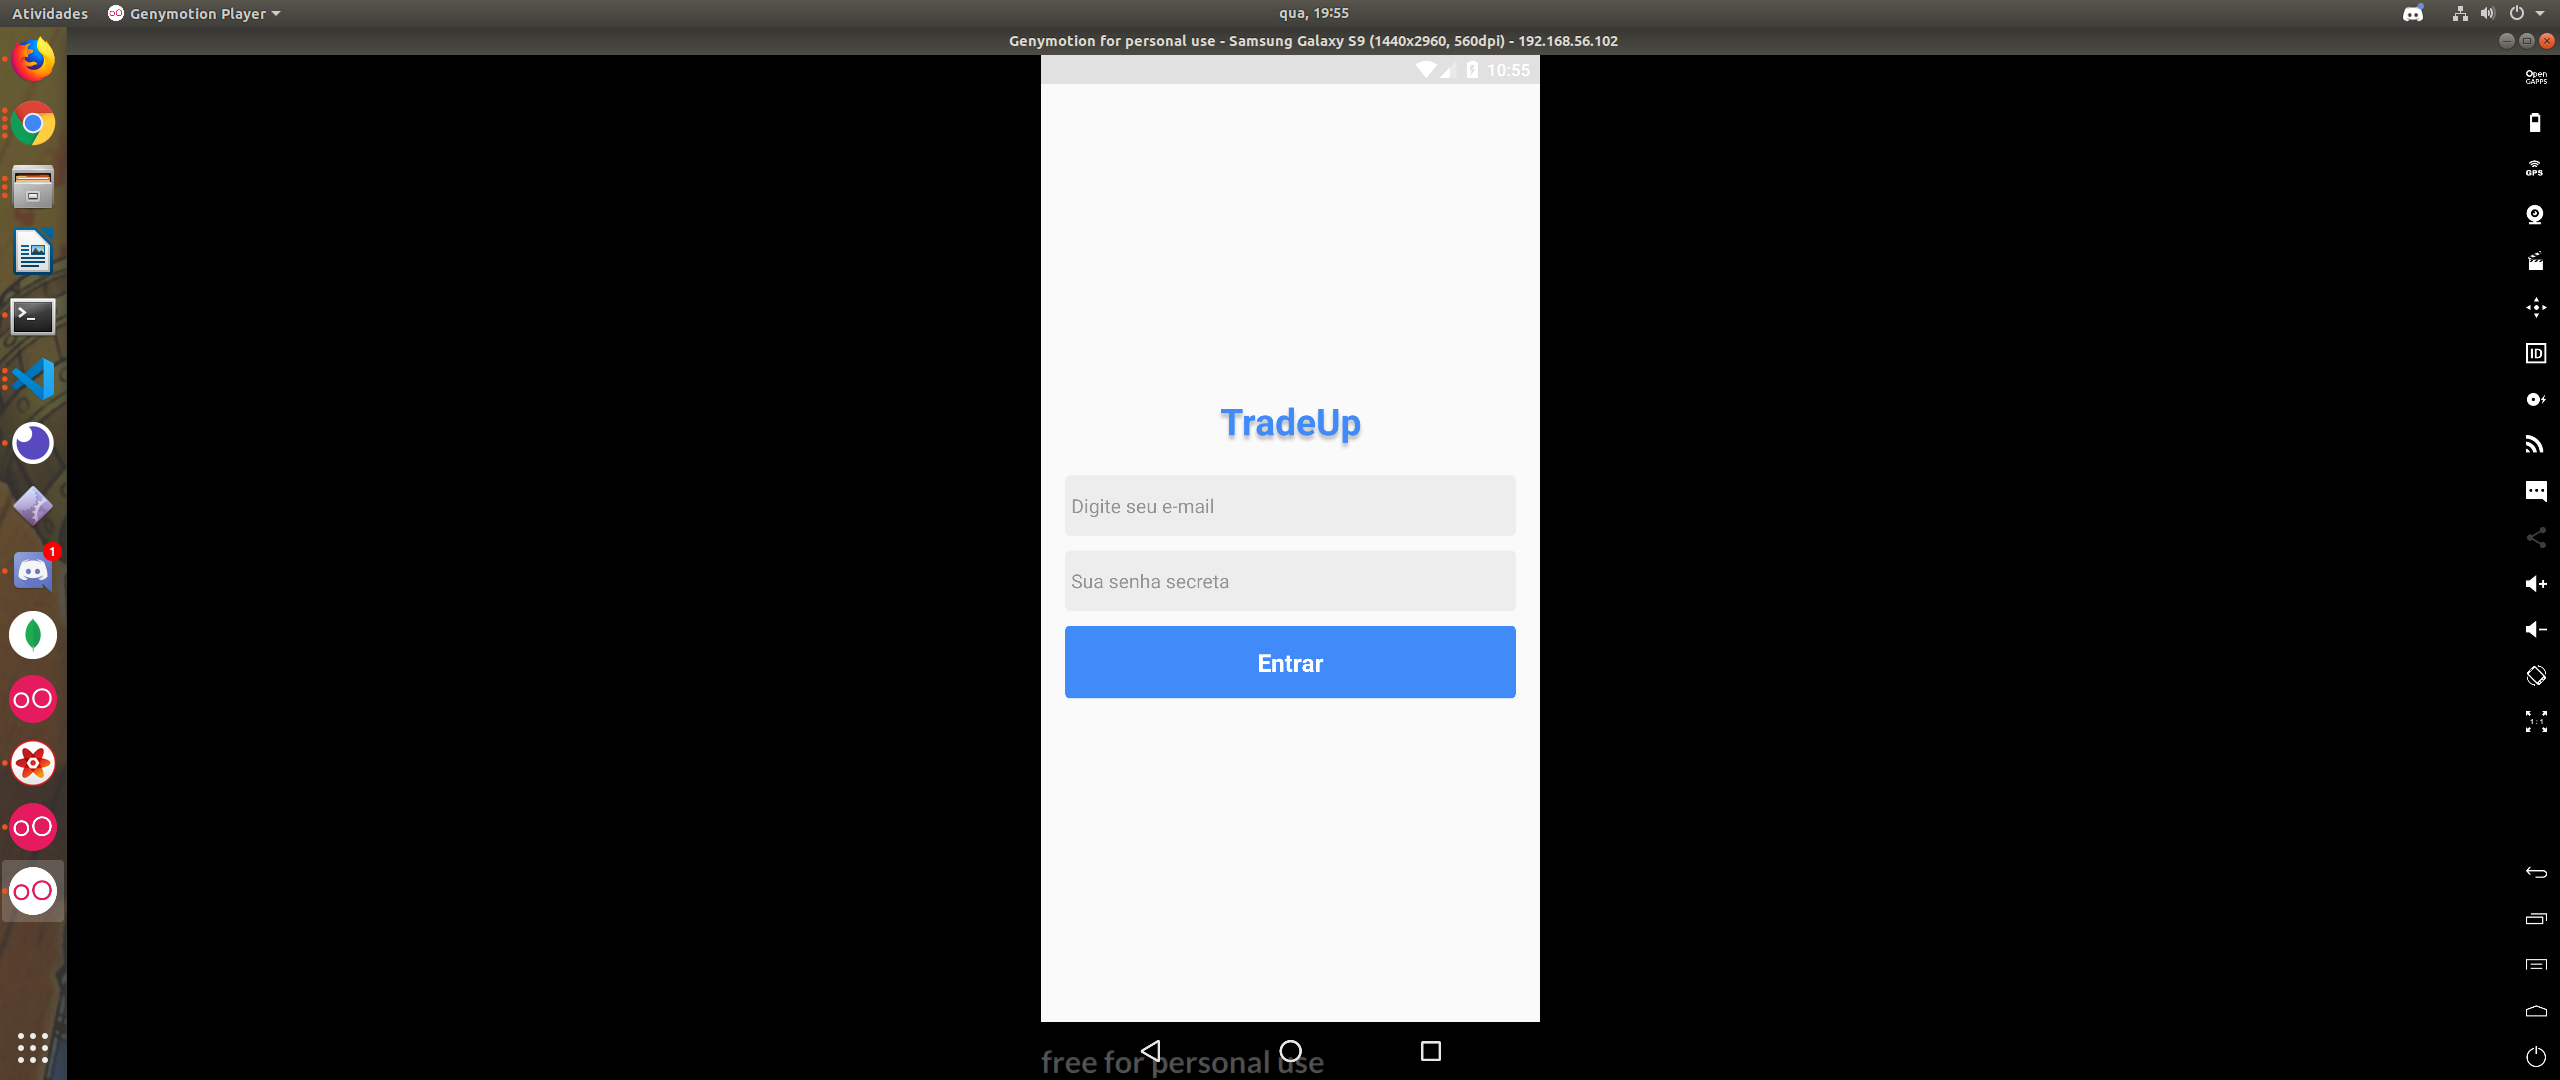 Atividades Genymotion Player qua, 19:55
Genymotion for personal use - Samsung Galaxy S9 (1440x2960, 560dpi) - 192.168.56.102
10:55
Open
GAPPS
GPS
ID
TradeUp
Digite seu e-mail
Sua senha secreta
1
Entrar
1:1
free for personal use